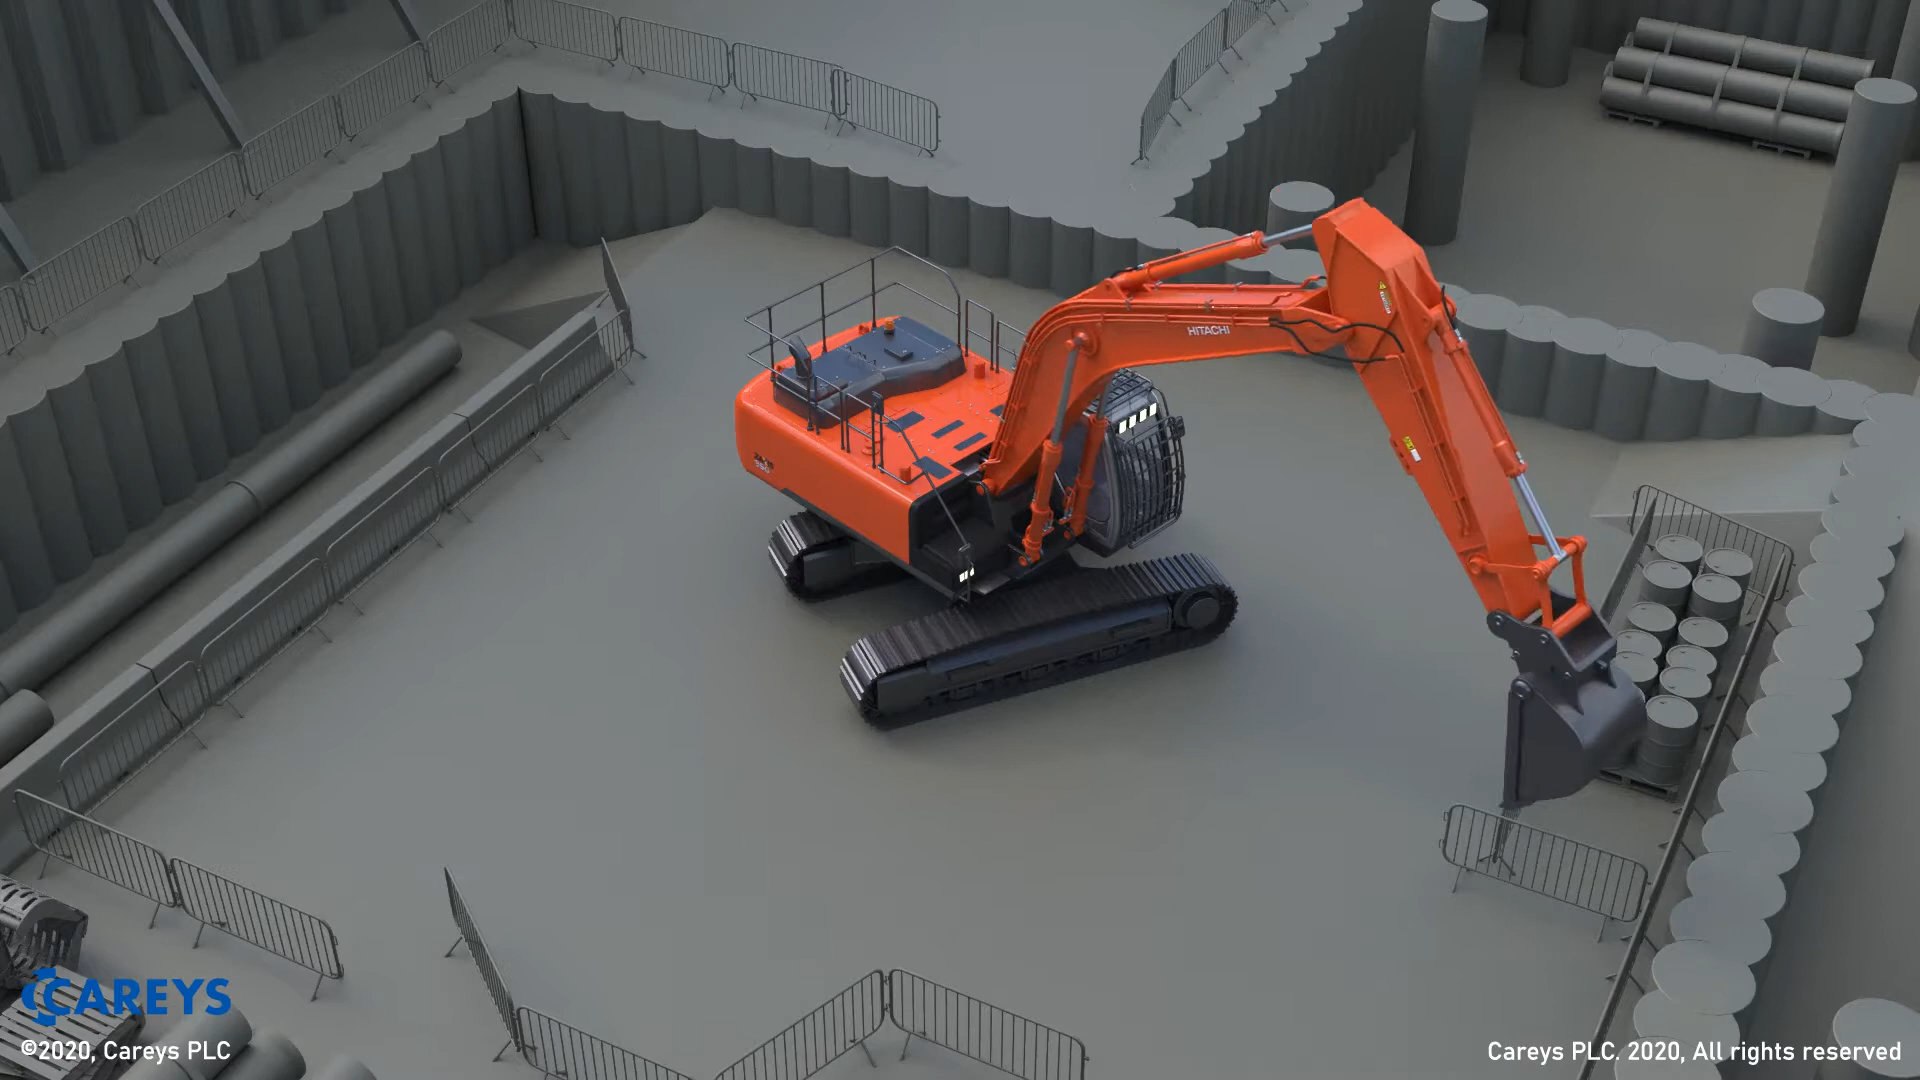 HITACHI
CAREYS
©2020, Careys PLC
Careys PLC. 2020, All rights reserved